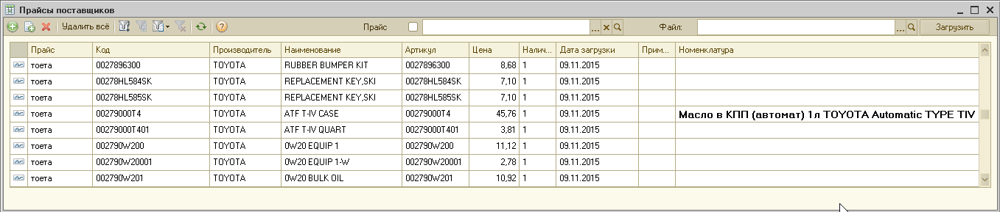 Прайсы поставщиков
Удалить всё Прайс ... Файл: ... Загрузить
Прайс Код Производитель Наименование Артикул Цена Налич... Дата загрузки Прим... Номенклатура
тоета 0027896300 TOYOTA RUBBER BUMPER KIT 0027896300 8,68 1 09.11.2015
тоета 00278HL584SK TOYOTA REPLACEMENT KEY,SKI 00278HL584SK 7,10 1 09.11.2015
тоета 00278HL585SK TOYOTA REPLACEMENT KEY,SKI 00278HL585SK 7,10 1 09.11.2015
тоета 00279000T4 TOYOTA ATF T-IV CASE 00279000T4 45,76 1 09.11.2015 Масло в КПП (автомат) 1л TOYOTA Automatic TYPE TIV
тоета 00279000T401 TOYOTA ATF T-IV QUART 00279000T401 3,81 1 09.11.2015
тоета 002790W200 TOYOTA 0W20 EQUIP 1 002790W200 11,12 1 09.11.2015
тоета 002790W20001 TOYOTA 0W20 EQUIP 1-W 002790W20001 2,78 1 09.11.2015
тоета 002790W201 TOYOTA 0W20 BULK OIL 002790W201 10,92 1 09.11.2015